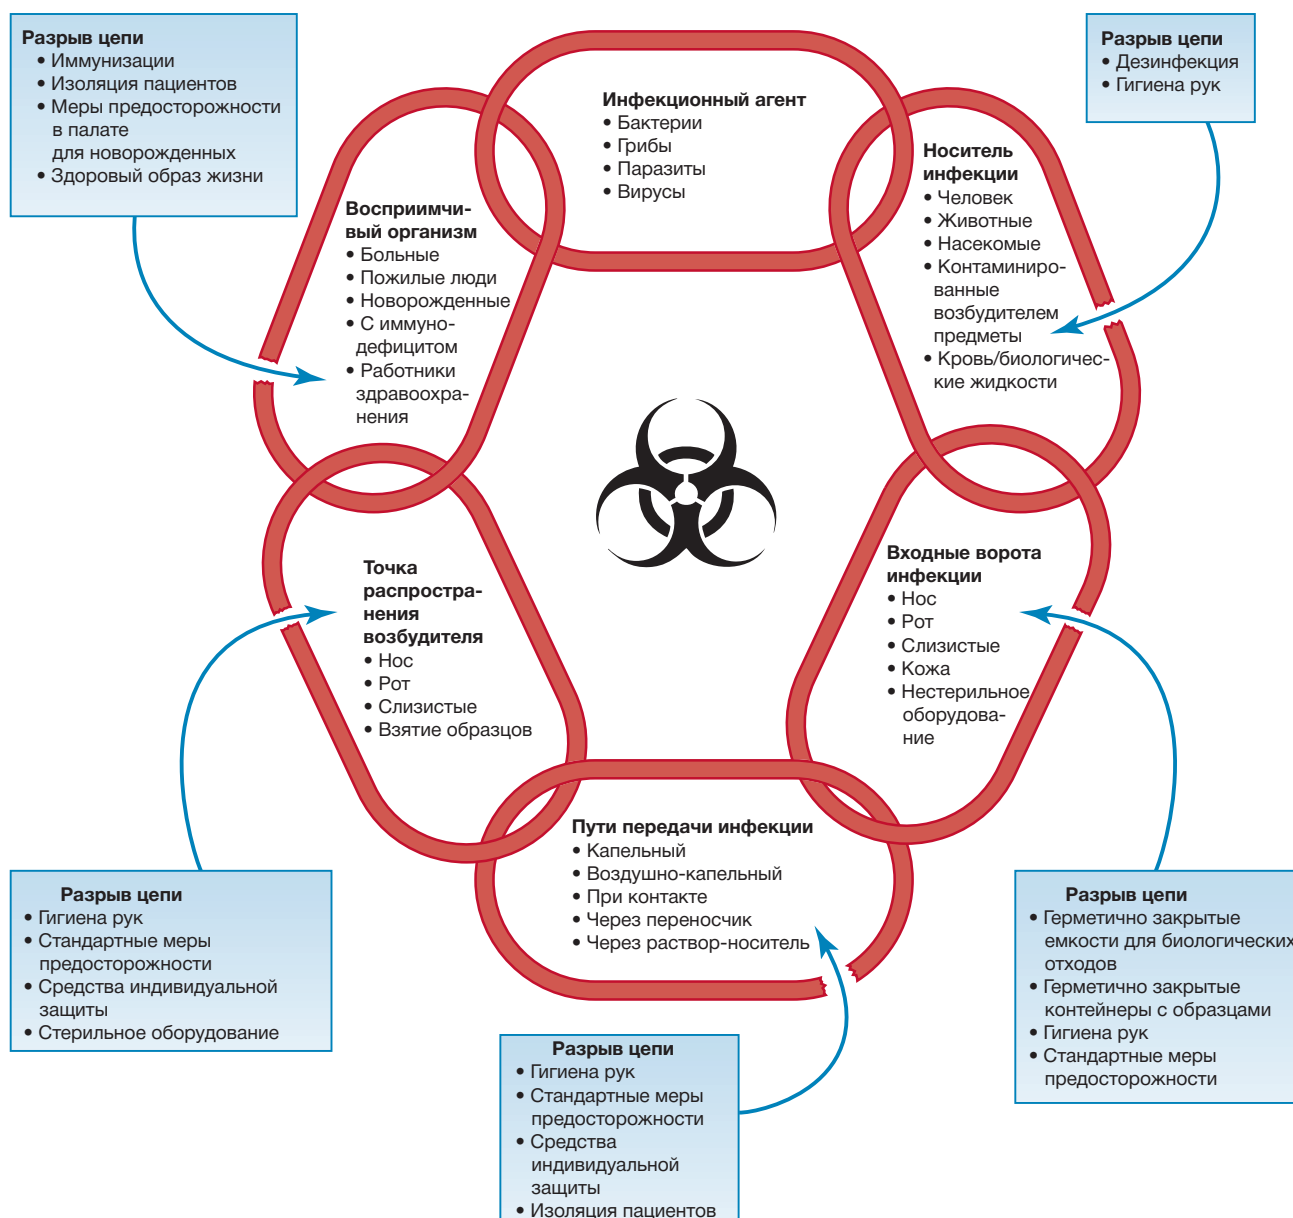 Разрыв цепи
• Иммунизации
• Изоляция пациентов
• Меры предосторожности
в палате
для новорожденных
• Здоровый образ жизни
Инфекционный агент
• Бактерии
• Грибы
• Паразиты
• Вирусы
Разрыв цепи
• Дезинфекция
• Гигиена рук
Носитель
инфекции
• Человек
• Животные
• Насекомые
• Контаминиро-
ванные
возбудителем
предметы
• Кровь/биологичес-
кие жидкости
Восприимчи-
вый организм
• Больные
• Пожилые люди
• Новорожденные
• С иммуно-
дефицитом
• Работники
здравоохра-
нения
Точка
распростра-
нения
возбудителя
• Нос
• Рот
• Слизистые
• Взятие образцов
Входные ворота
инфекции
• Нос
• Рот
• Слизистые
• Кожа
• Нестерильное
оборудова-
ние
Пути передачи инфекции
• Капельный
• Воздушно-капельный
• При контакте
• Через переносчик
• Через раствор-носитель
Разрыв цепи
• Гигиена рук
• Стандартные меры
предосторожности
• Средства индивидуальной
защиты
• Стерильное оборудование
Разрыв цепи
• Гигиена рук
• Стандартные меры
предосторожности
• Средства
индивидуальной
защиты
• Изоляция пациентов
Разрыв цепи
• Герметично закрытые
емкости для биологических
отходов
• Герметично закрытые
контейнеры с образцами
• Гигиена рук
• Стандартные меры
предосторожности